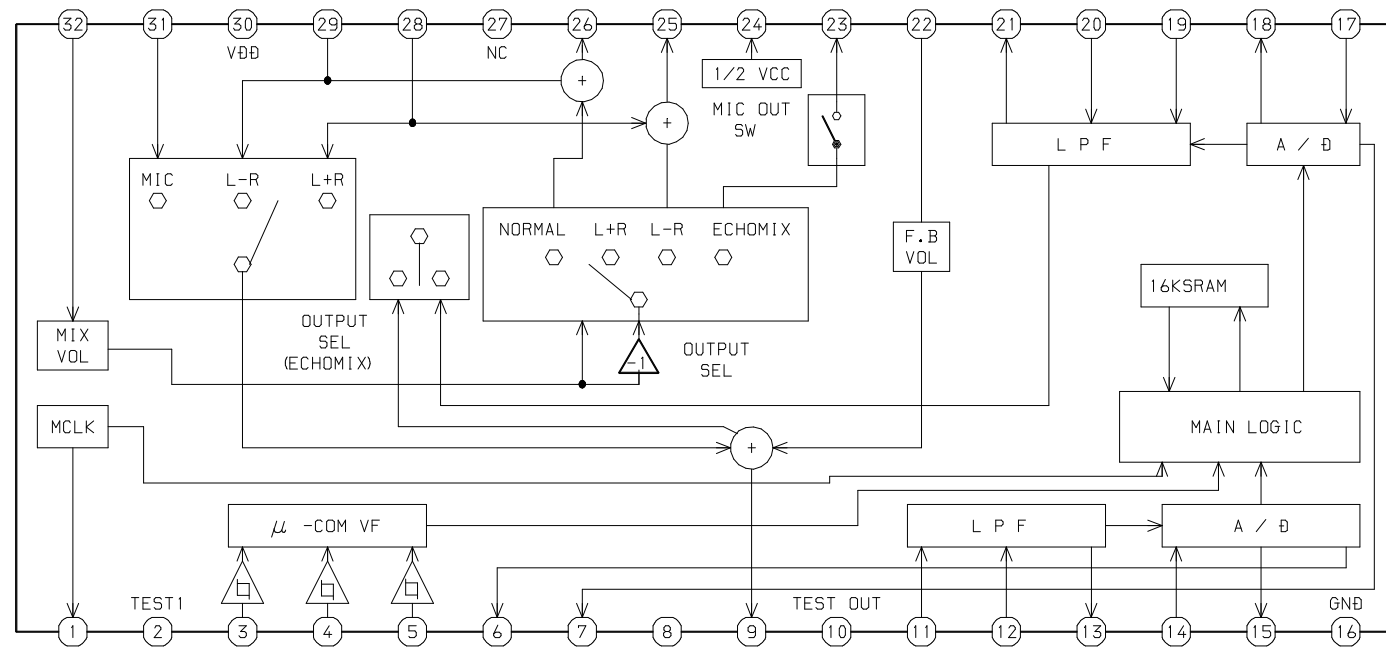 32 31 30 29 28 27 26 25 24 23 22 21 20 19 18 17
VDD
NC
1/2 VCC
MIC OUT
SW
L P F
A / D
MIC L-R L+R
NORMAL L+R L-R ECHOMIX
F.B
VOL
16KSRAM
OUTPUT
SEL
(ECHOMIX)
MIX
VOL
-1
OUTPUT
SEL
MCLK
MAIN LOGIC
+
+
+
μ -COM VF
L P F
A / D
TEST1
TEST OUT
GND
1 2 3 4 5 6 7 8 9 10 11 12 13 14 15 16